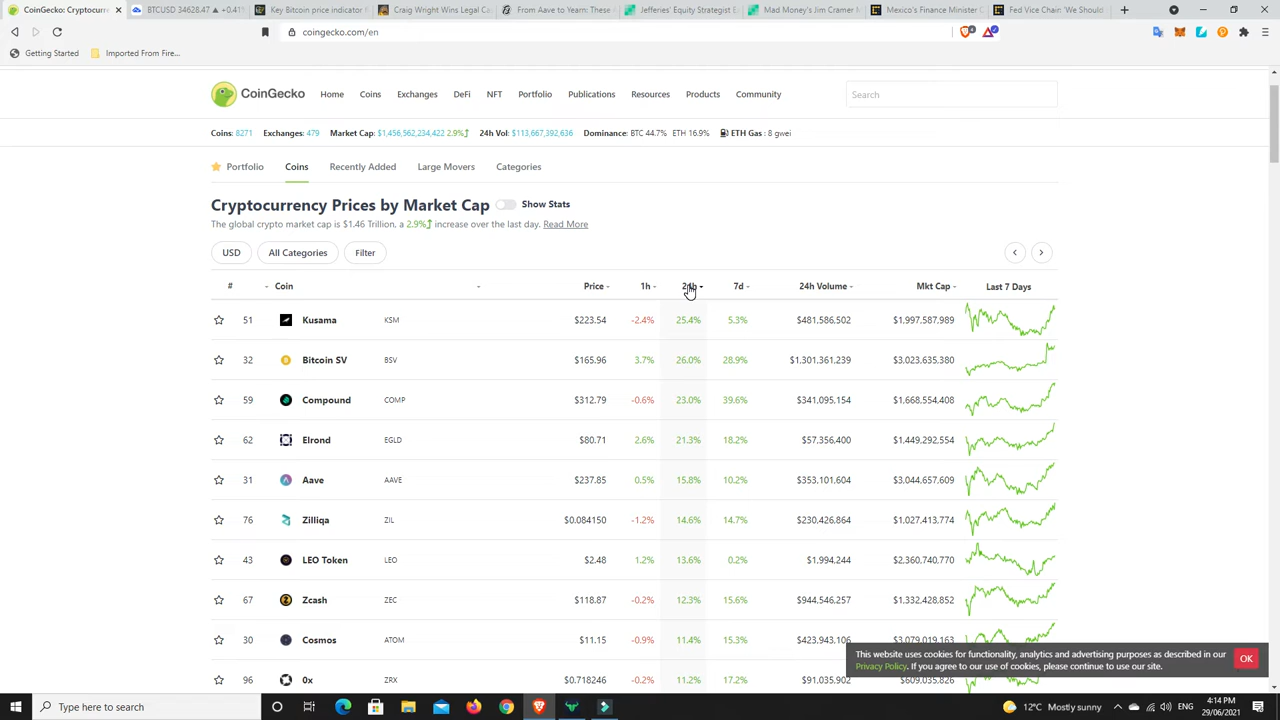 CoinGecko: Cryptocurr
BTCUSD 34628.47 ▲ +0.41
Key Bitcoin price indicator f
Craig Wright Wins Legal Ca
From Aave to Yearn: These
Jefferies' Equity Strategist E
Mad Money's Jim Cramer
Mexico's Finance Minister C
Fed Vice Chair: 'We Should
coingecko.com/en
Getting Started Imported From Fire...
CoinGecko Home Coins Exchanges DeFi NFT Portfolio Publications Resources Products Community Search
Coins: 8271 Exchanges: 479 Market Cap: $1,456,562,234,422 2.9% 24h Vol: $113,667,392,636 Dominance: BTC 44.7% ETH 16.9% ETH Gas : 8 gwei
Portfolio Coins Recently Added Large Movers Categories
Cryptocurrency Prices by Market Cap Show Stats
The global crypto market cap is $1.46 Trillion, a 2.9% increase over the last day. Read More
USD All Categories Filter
# Coin Price 1h 24h 7d 24h Volume Mkt Cap Last 7 Days
51 Kusama KSM $223.54 -2.4% 25.4% 5.3% $481,586,502 $1,997,587,989
32 Bitcoin SV BSV $165.96 3.7% 26.0% 28.9% $1,301,361,239 $3,023,635,380
59 Compound COMP $312.79 -0.6% 23.0% 39.6% $341,095,154 $1,668,554,408
62 Elrond EGLD $80.71 2.6% 21.3% 18.2% $57,356,400 $1,449,292,554
31 Aave AAVE $237.85 0.5% 15.8% 10.2% $353,101,604 $3,044,657,609
76 Zilliqa ZIL $0.084150 -1.2% 14.6% 14.7% $230,426,864 $1,027,413,774
43 LEO Token LEO $2.48 1.2% 13.6% 0.2% $1,994,244 $2,360,740,770
67 Zcash ZEC $118.87 -0.2% 12.3% 15.6% $944,546,257 $1,332,428,852
30 Cosmos ATOM $11.15 -0.9% 11.4% 15.3% $423,943,106 $3,079,019,163
96 0x ZRX $0.718246 -0.2% 11.2% 17.2% $91,035,902 $609,035,826
This website uses cookies for functionality, analytics and advertising purposes as described in our
Privacy Policy. If you agree to our use of cookies, please continue to use our site.
OK
Type here to search
12°C Mostly sunny
ENG
4:14 PM
29/06/2021